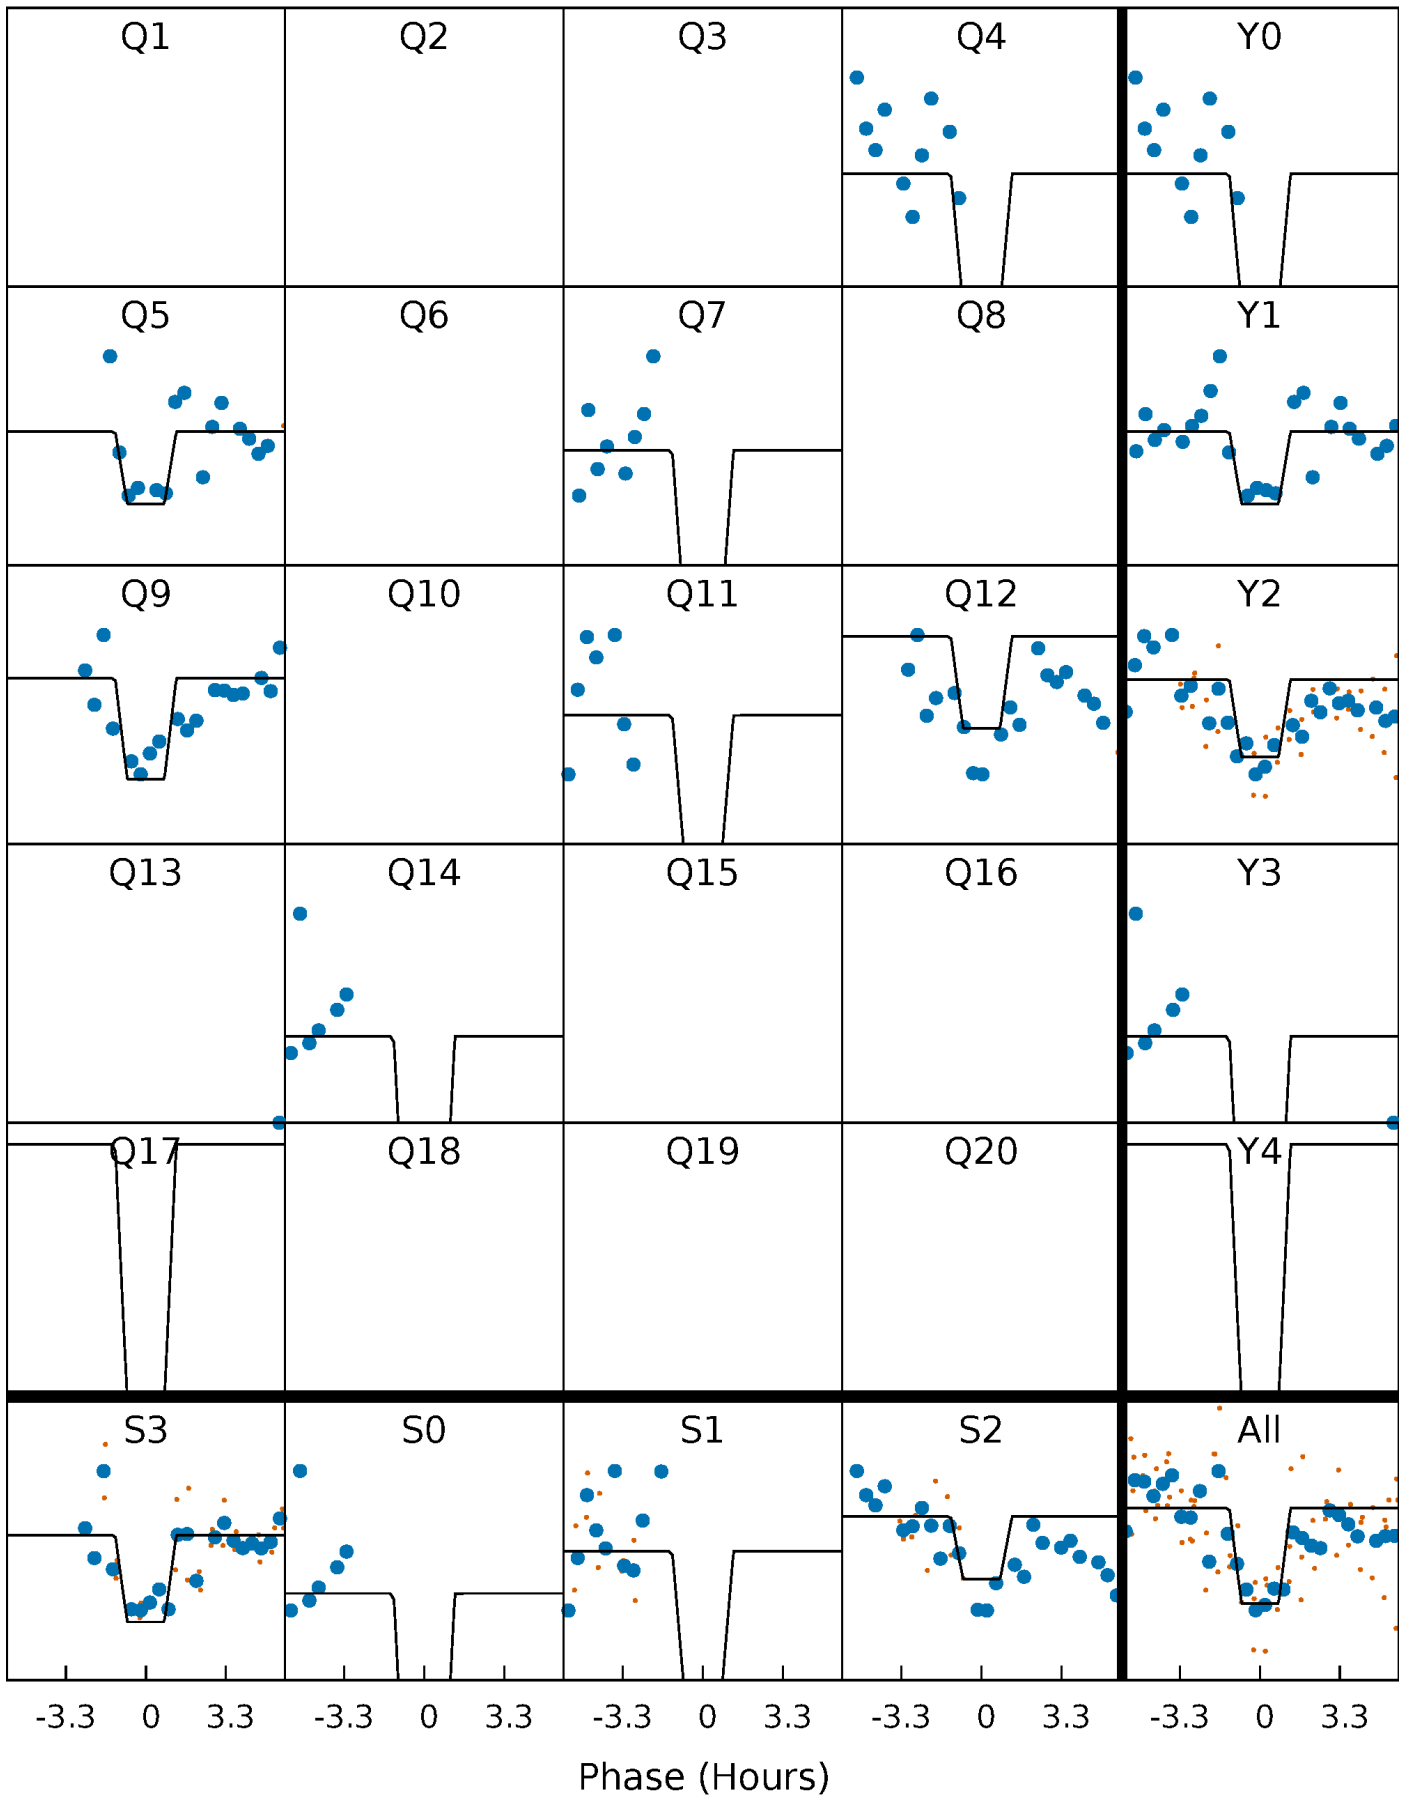 Q1 Q2 Q3 Q4 Y0
Q5 Q6 Q7 Q8 Y1
Q9 Q10 Q11 Q12 Y2
Q13 Q14 Q15 Q16 Y3
Q17 Q18 Q19 Q20 Y4
S3 S0 S1 S2 All
-3.3 0 3.3 -3.3 0 3.3 -3.3 0 3.3 -3.3 0 3.3 -3.3 0 3.3
Phase (Hours)